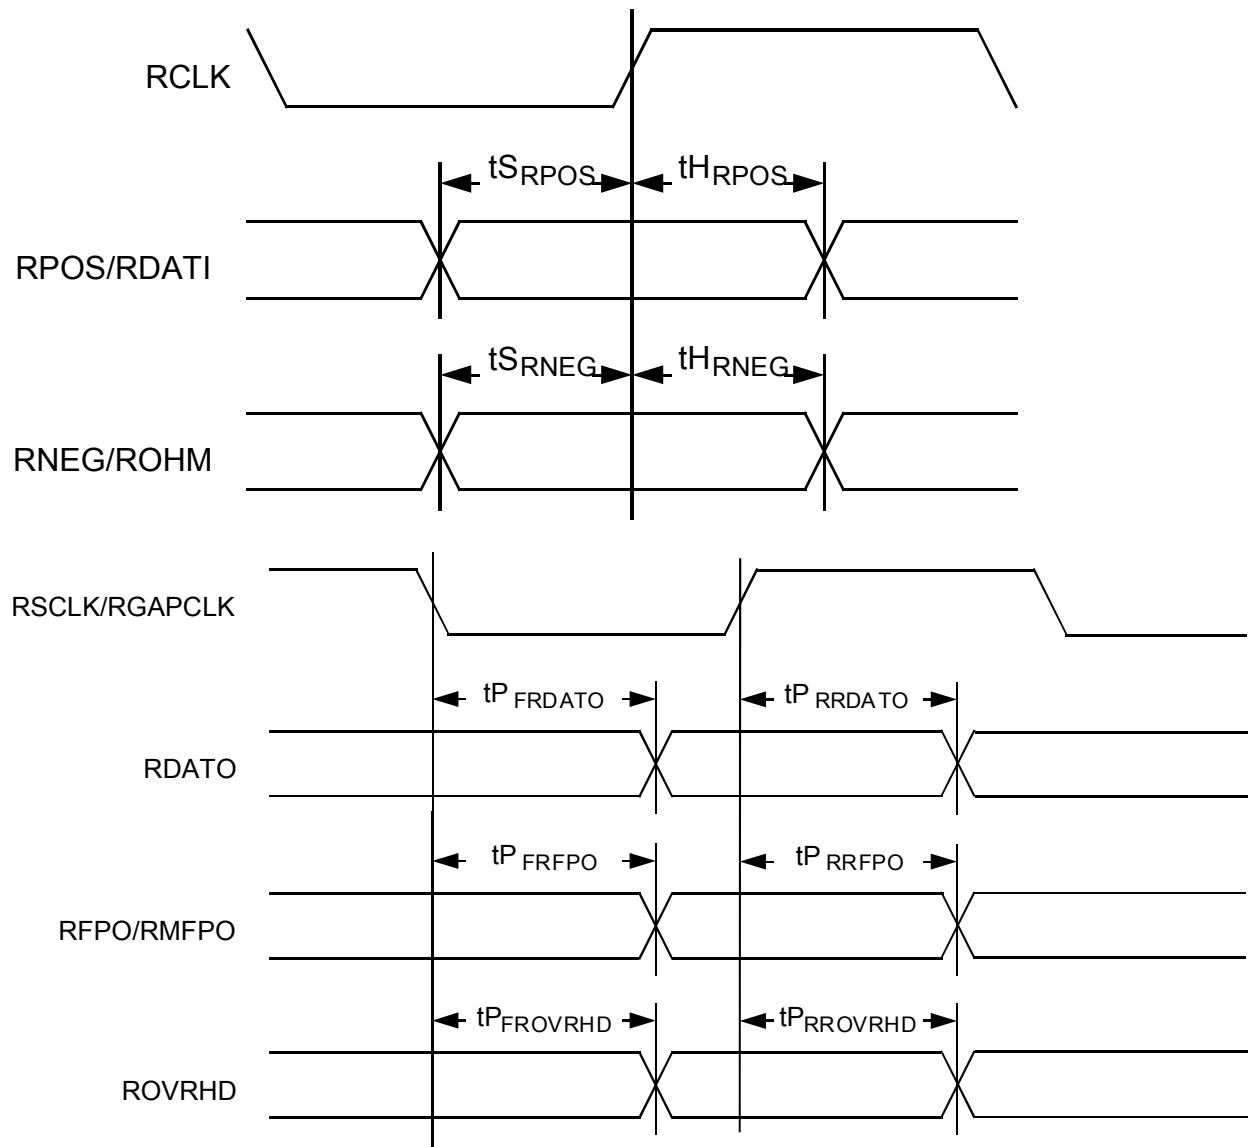 RCLK
tSRPOS tHRPOS
RPOS/RDATI
tSRNEG tHRNEG
RNEG/ROHM
RSCLK/RGAPCLK
tP FRDATO tP RRDATO
RDATO
tP FRFPO tP RRFPO
RFPO/RMFPO
tPFROVRHD tPRROVRHD
ROVRHD